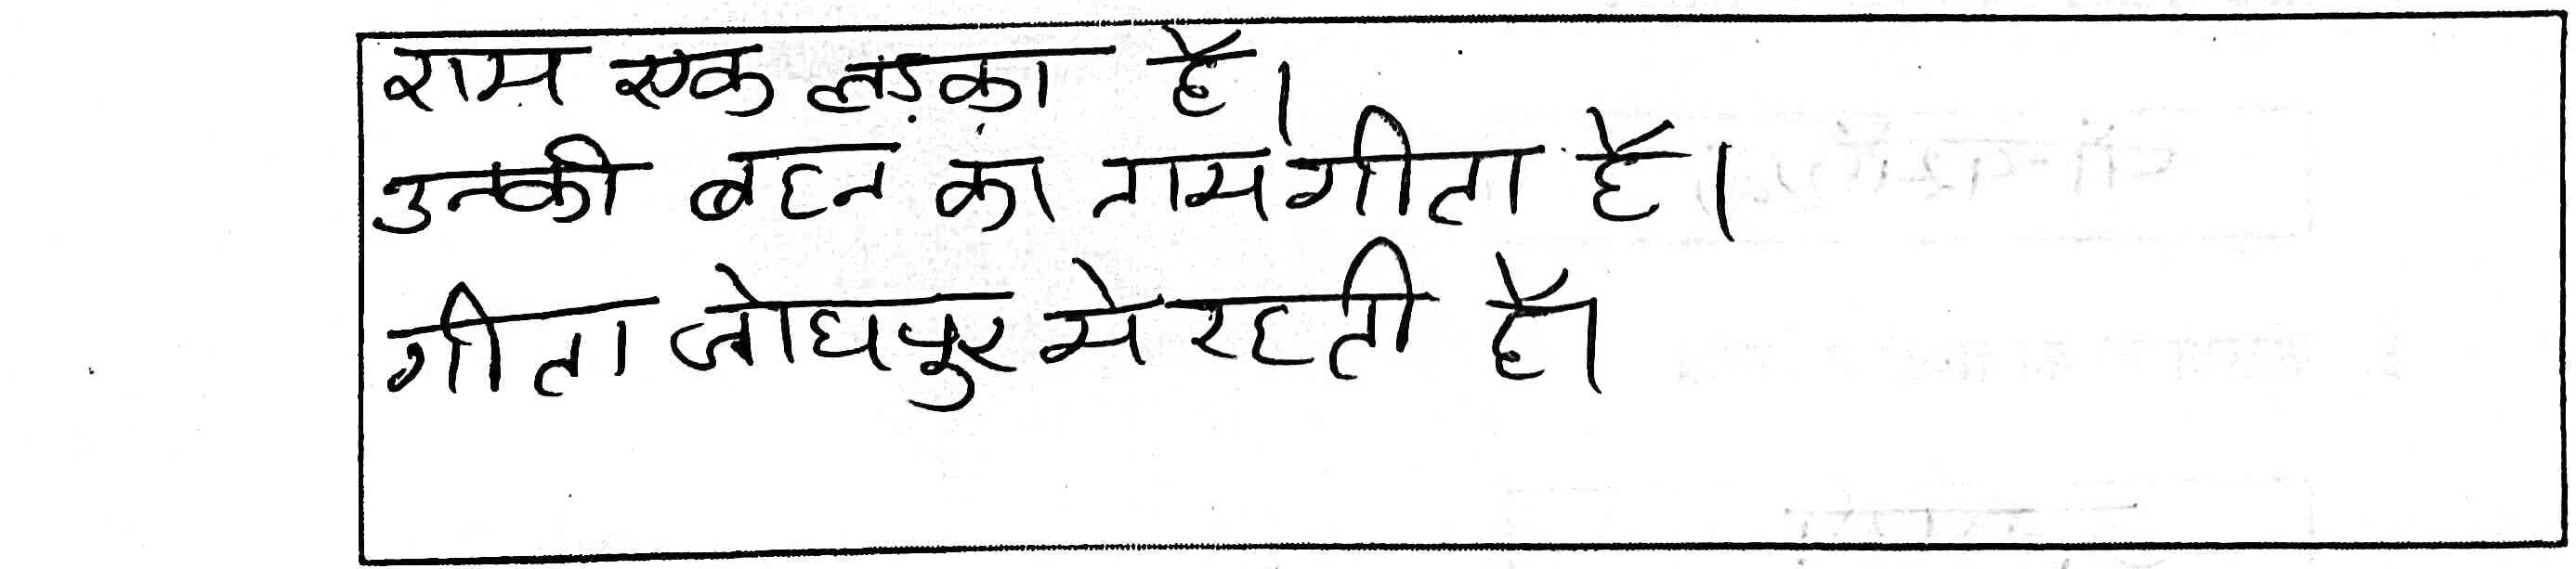 राम एक लड़का है।
उनकी बहन का नाम गीता है।
गीता जोधपुर मे रहती है।